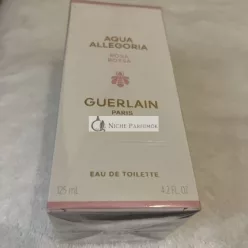 AQUA
ALLEGORIA
ROSA
ROSSA
GUERLAIN
PARIS
NICHE PARFUMS
EAU DE TOILETTE
125 mL 4.2 FL.OZ